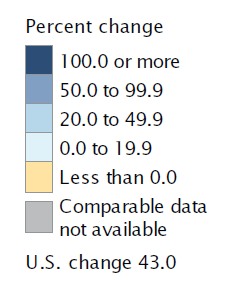 Percent change
100.0 or more
50.0 to 99.9
20.0 to 49.9
0.0 to 19.9
Less than 0.0
Comparable data
not available
U.S. change 43.0